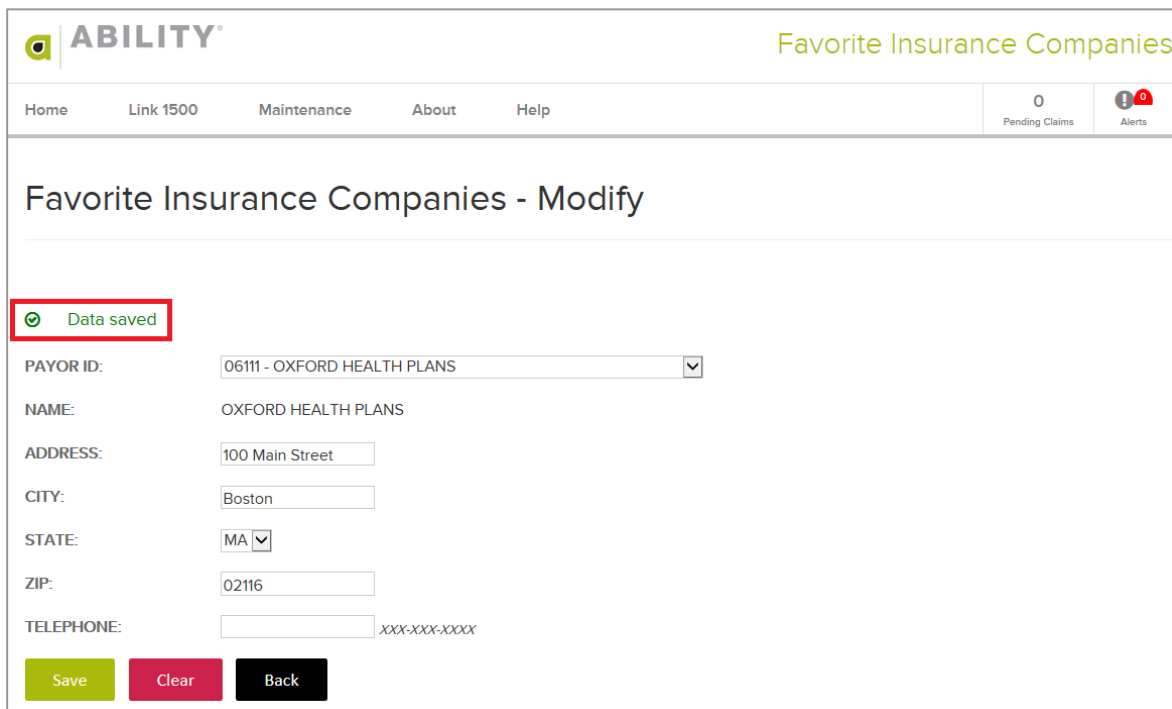 a ABILITY®
Favorite Insurance Companies
Home Link 1500 Maintenance About Help
0
Pending Claims
0
Alerts
Favorite Insurance Companies - Modify
Data saved
PAYOR ID: 06111 - OXFORD HEALTH PLANS
NAME: OXFORD HEALTH PLANS
ADDRESS: 100 Main Street
CITY: Boston
STATE: MA
ZIP: 02116
TELEPHONE: XXX-XXX-XXXX
Save Clear Back